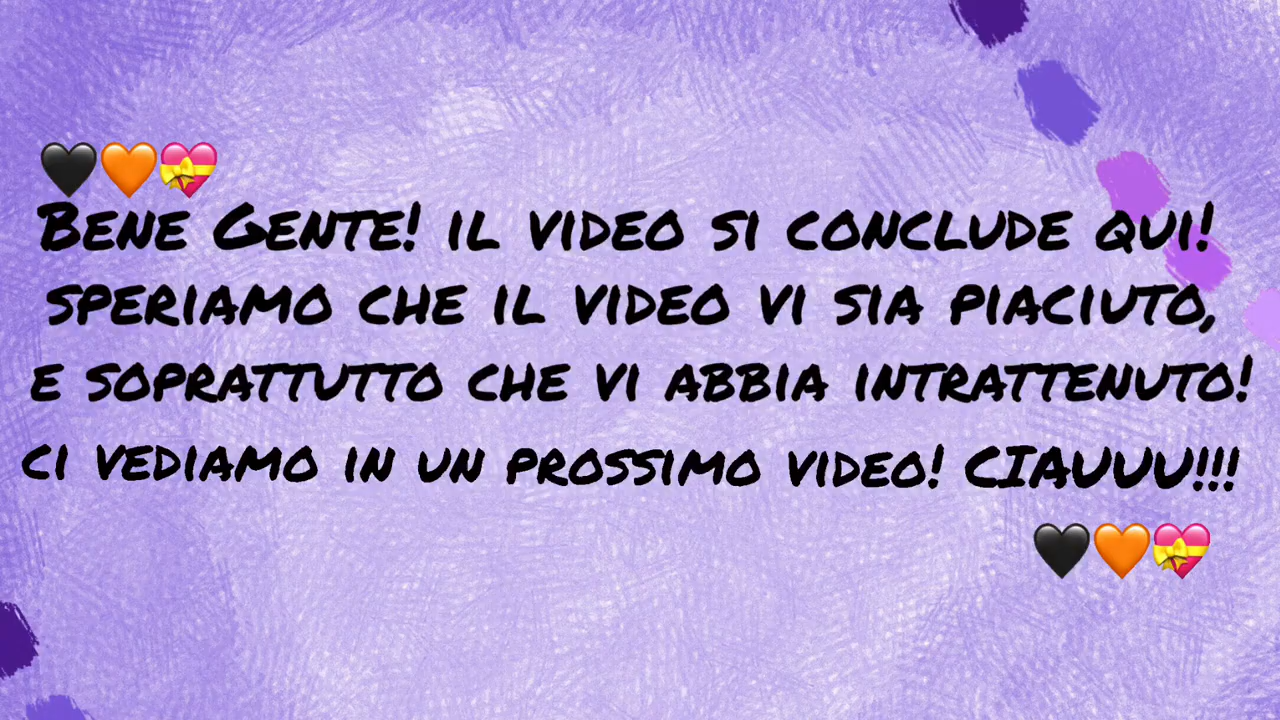 🖤🧡💝
Bene Gente! il video si conclude qui!
speriamo che il video vi sia piaciuto,
e soprattutto che vi abbia intrattenuto!
ci vediamo in un prossimo video! CIAUUU!!!
🖤🧡💝